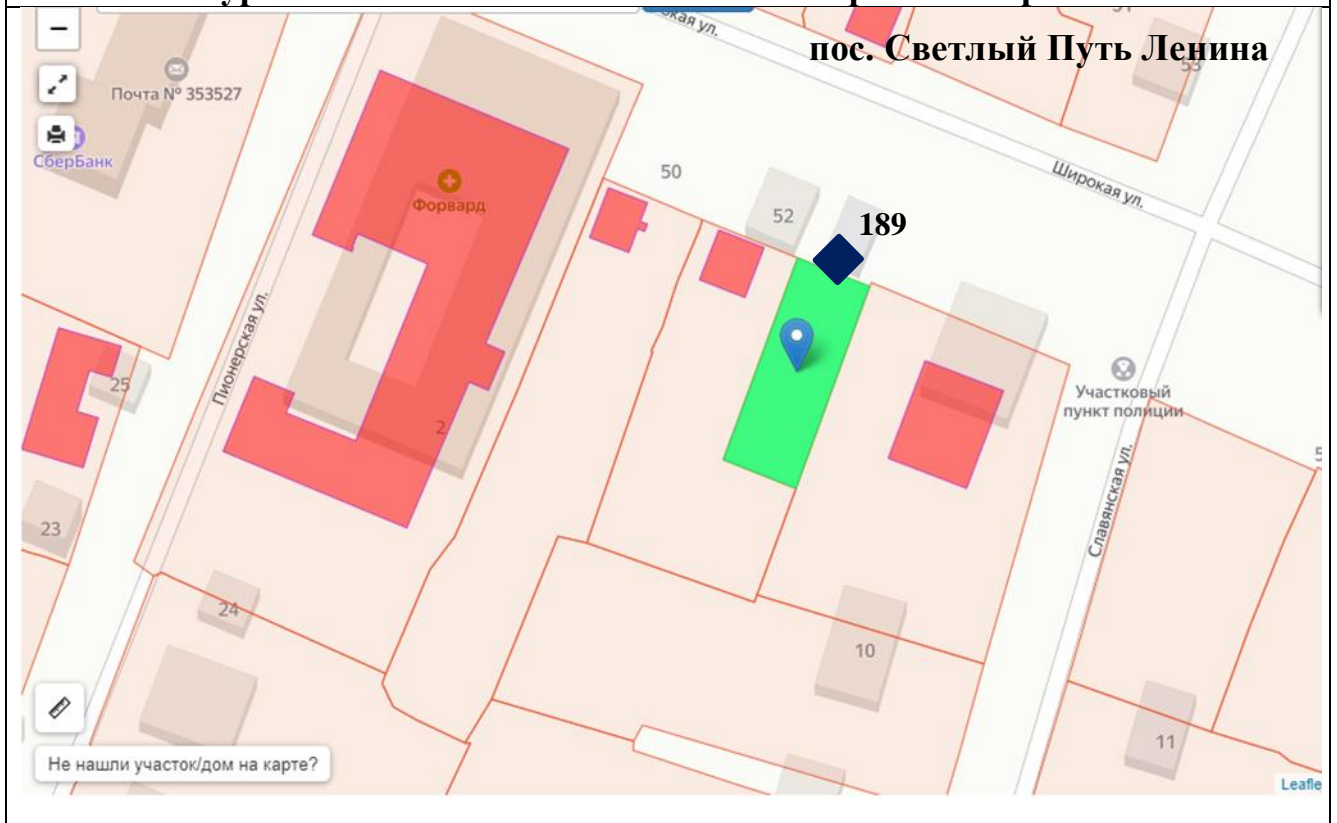 пос. Светлый Путь Ленина
53
Почта № 353527
СберБанк
Широкая ул.
50
Форвард
52
189
Пионерская ул.
25
Участковый
пункт полиции
2
Славянская ул.
23
24
10
11
Не нашли участок/дом на карте?
Leafle